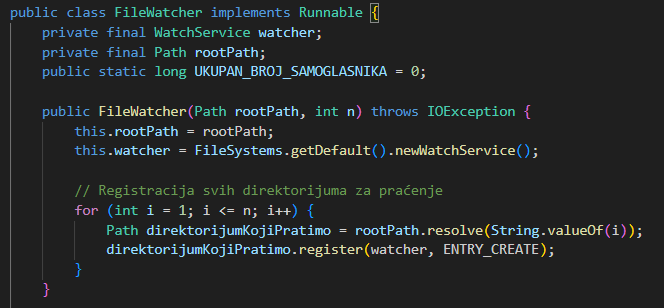 public class FileWatcher implements Runnable {
    private final WatchService watcher;
    private final Path rootPath;
    public static long UKUPAN_BROJ_SAMOGLASNIKA = 0;

    public FileWatcher(Path rootPath, int n) throws IOException {
        this.rootPath = rootPath;
        this.watcher = FileSystems.getDefault().newWatchService();

        // Registracija svih direktorijuma za praćenje
        for (int i = 1; i <= n; i++) {
            Path direktorijumKojiPratimo = rootPath.resolve(String.valueOf(i));
            direktorijumKojiPratimo.register(watcher, ENTRY_CREATE);
        }
    }